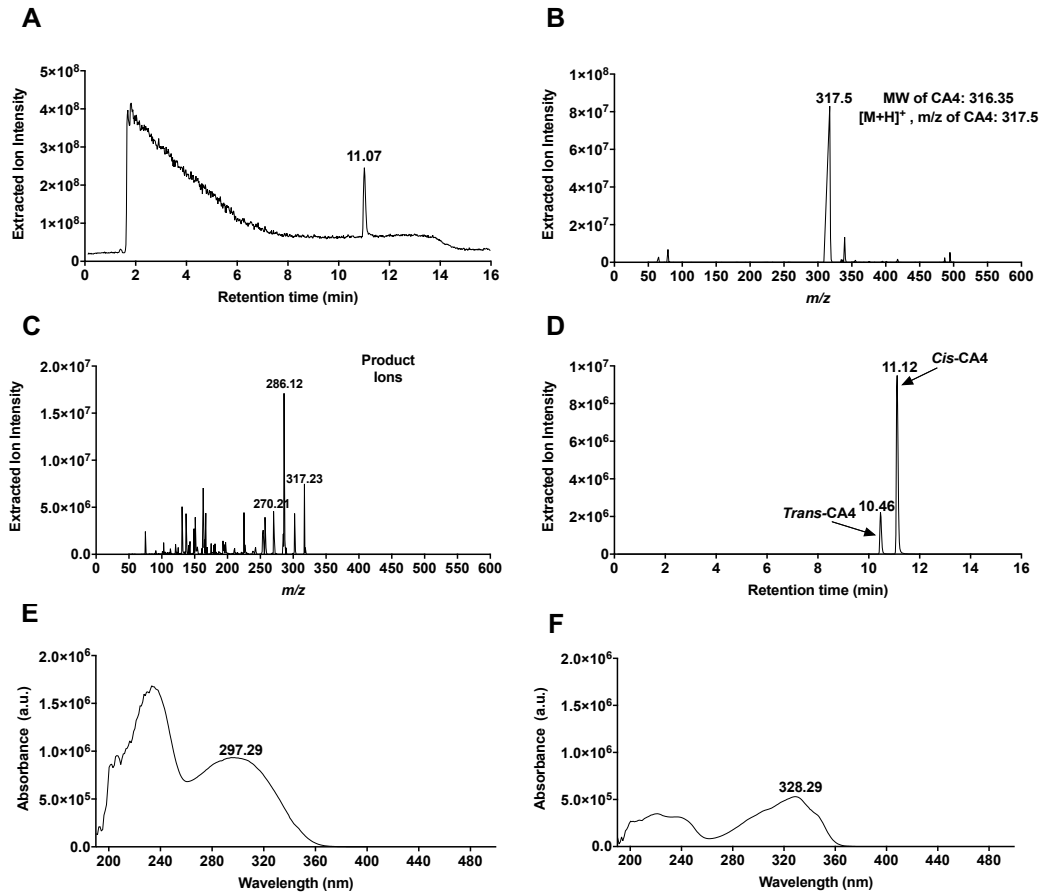 A
Extracted Ion Intensity
5×10⁸
4×10⁸
3×10⁸
2×10⁸
1×10⁸
0
11.07
0 2 4 6 8 10 12 14 16
Retention time (min)
B
Extracted Ion Intensity
1×10⁸
8×10⁷
6×10⁷
4×10⁷
2×10⁷
0
317.5
MW of CA4: 316.35
[M+H]⁺ , m/z of CA4: 317.5
0 50 100 150 200 250 300 350 400 450 500 550 600
m/z
C
Extracted Ion Intensity
2.0×10⁷
1.5×10⁷
1.0×10⁷
5.0×10⁶
0.0
Product
Ions
286.12
317.23
270.21
0 50 100 150 200 250 300 350 400 450 500 550 600
m/z
D
Extracted Ion Intensity
1×10⁷
8×10⁶
6×10⁶
4×10⁶
2×10⁶
0
Cis-CA4
11.12
10.46
Trans-CA4
0 2 4 6 8 10 12 14 16
Retention time (min)
E
Absorbance (a.u.)
2.0×10⁶
1.5×10⁶
1.0×10⁶
5.0×10⁵
0.0
297.29
200 240 280 320 360 400 440 480
Wavelength (nm)
F
Absorbance (a.u.)
2.0×10⁶
1.5×10⁶
1.0×10⁶
5.0×10⁵
0.0
328.29
200 240 280 320 360 400 440 480
Wavelength (nm)